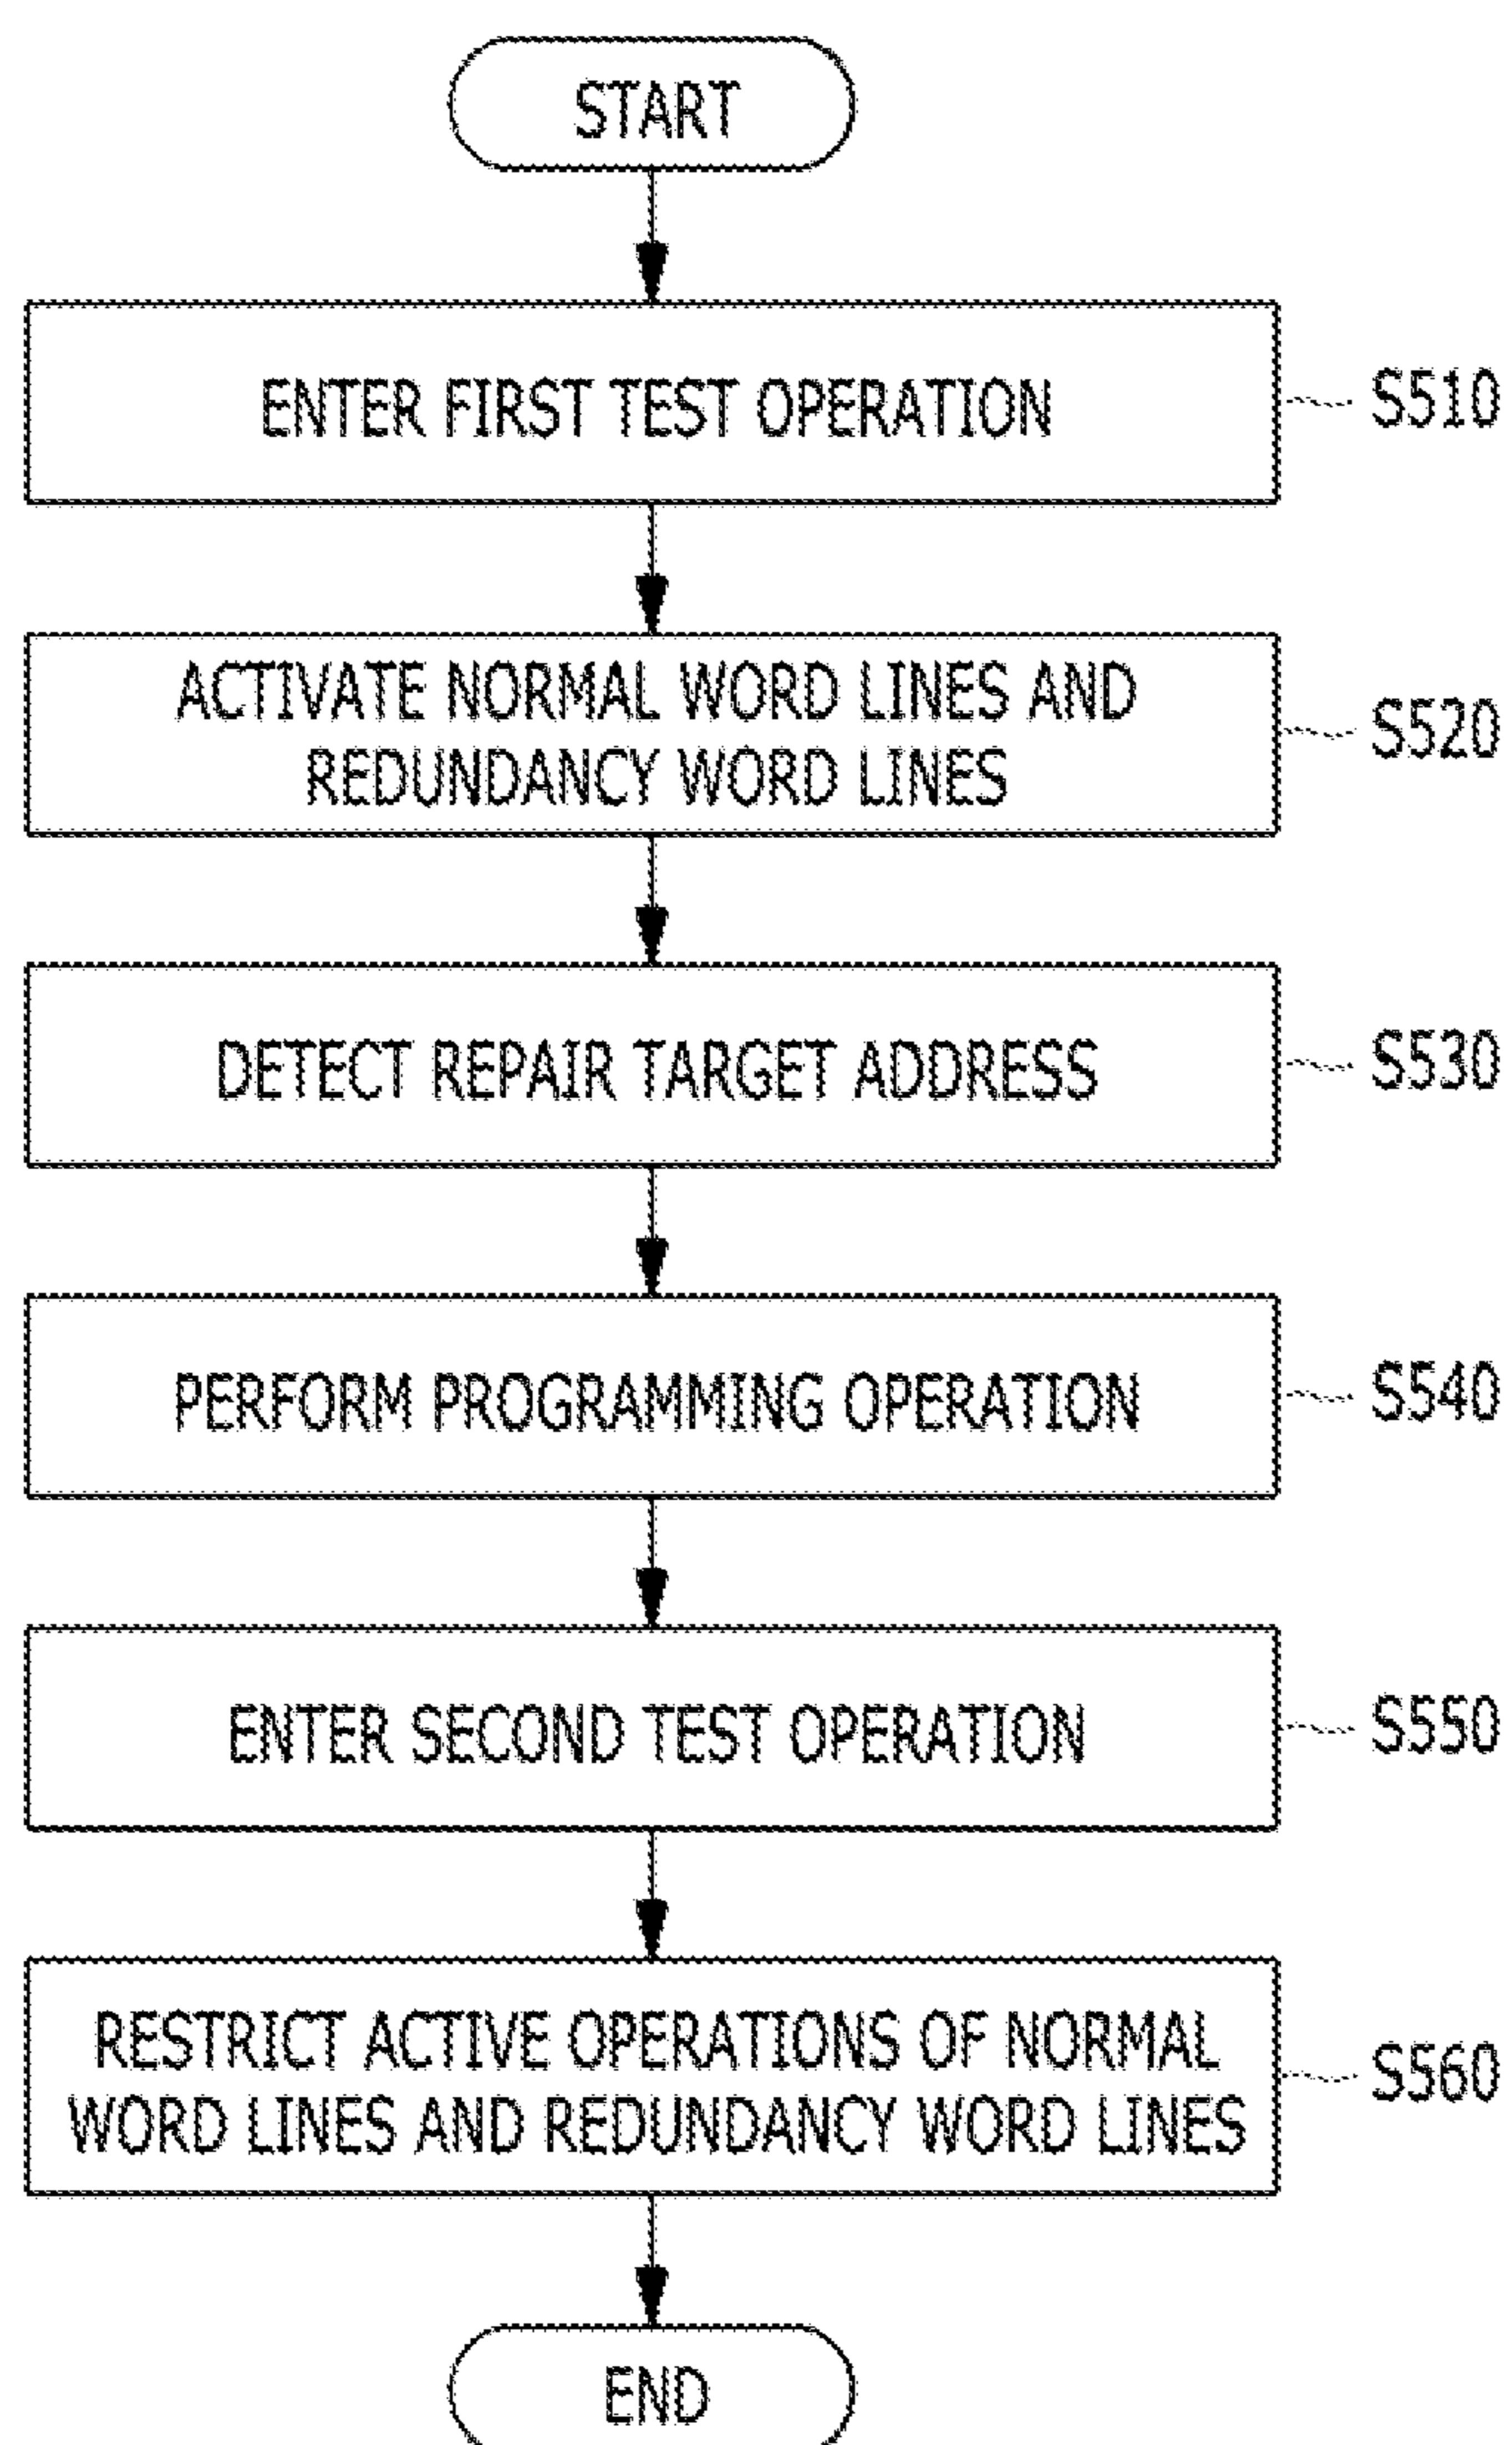 START
ENTER FIRST TEST OPERATION
S510
ACTIVATE NORMAL WORD LINES AND
REDUNDANCY WORD LINES
S520
DETECT REPAIR TARGET ADDRESS
S530
PERFORM PROGRAMMING OPERATION
S540
ENTER SECOND TEST OPERATION
S550
RESTRICT ACTIVE OPERATIONS OF NORMAL
WORD LINES AND REDUNDANCY WORD LINES
S560
END